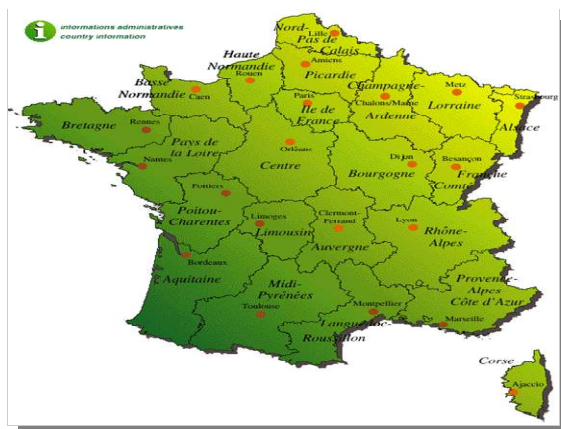 informations administratives
country information
Nord-
Pas de
Calais
Lille
Amiens
Picardie
Haute
Normandie
Rouen
Basse
Normandie
Caen
Champagne-
Ardenne
Chalons/Marne
Metz
Lorraine
Strasbourg
Alsace
Paris
Ile de
France
Bretagne
Rennes
Pays de
la Loire
Nantes
Orléans
Centre
Dijon
Bourgogne
Besançon
Franche
Comté
Poitiers
Poitou-
Charentes
Limoges
Limousin
Clermont-
Ferrand
Auvergne
Lyon
Rhône-
Alpes
Bordeaux
Aquitaine
Midi-
Pyrénées
Toulouse
Montpellier
Languedoc-
Roussillon
Provence-
Alpes
Côte d'Azur
Marseille
Corse
Ajaccio